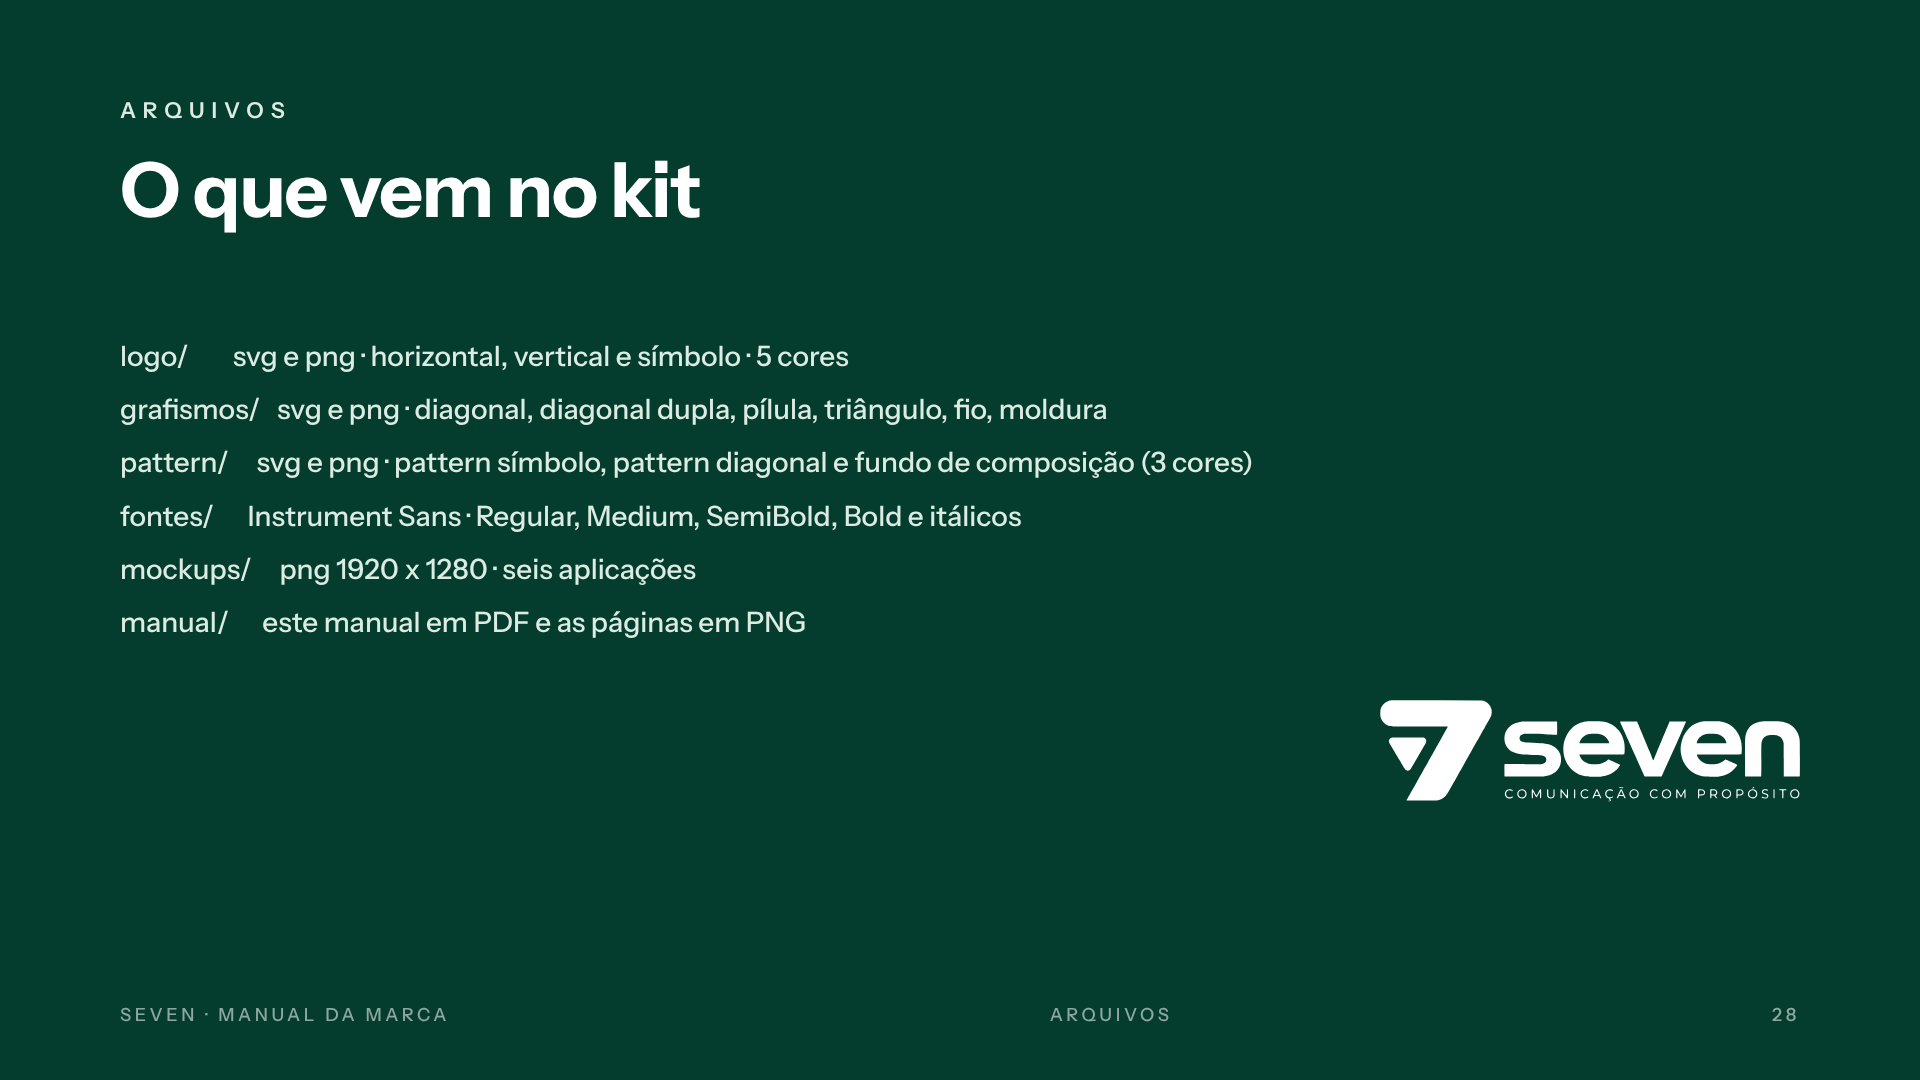 ARQUIVOS
O que vem no kit
logo/ svg e png · horizontal, vertical e símbolo · 5 cores
grafismos/ svg e png · diagonal, diagonal dupla, pílula, triângulo, fio, moldura
pattern/ svg e png · pattern símbolo, pattern diagonal e fundo de composição (3 cores)
fontes/ Instrument Sans · Regular, Medium, SemiBold, Bold e itálicos
mockups/ png 1920 x 1280 · seis aplicações
manual/ este manual em PDF e as páginas em PNG
7 seven
COMUNICAÇÃO COM PROPÓSITO
SEVEN · MANUAL DA MARCA
ARQUIVOS
28